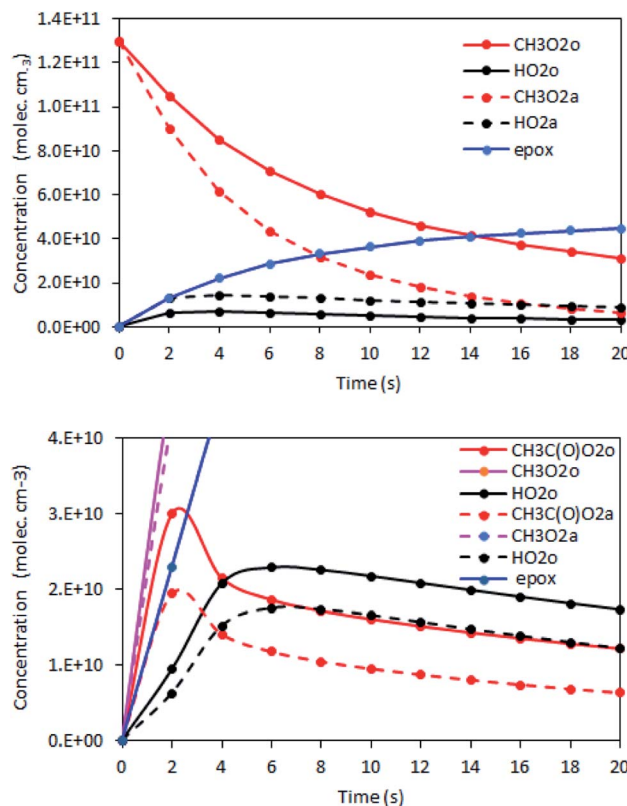 1.4E+11
1.2E+11
1.0E+11
8.0E+10
6.0E+10
4.0E+10
2.0E+10
0.0E+00
Concentration (molec. cm-3)
CH3O2o
HO2o
CH3O2a
HO2a
epox
0 2 4 6 8 10 12 14 16 18 20
Time (s)
4.E+10
3.E+10
2.E+10
1.E+10
0.E+00
Concentration (molec. cm-3)
CH3C(O)O2o
CH3O2o
HO2o
CH3C(O)O2a
CH3O2a
HO2o
epox
0 2 4 6 8 10 12 14 16 18 20
Time (s)